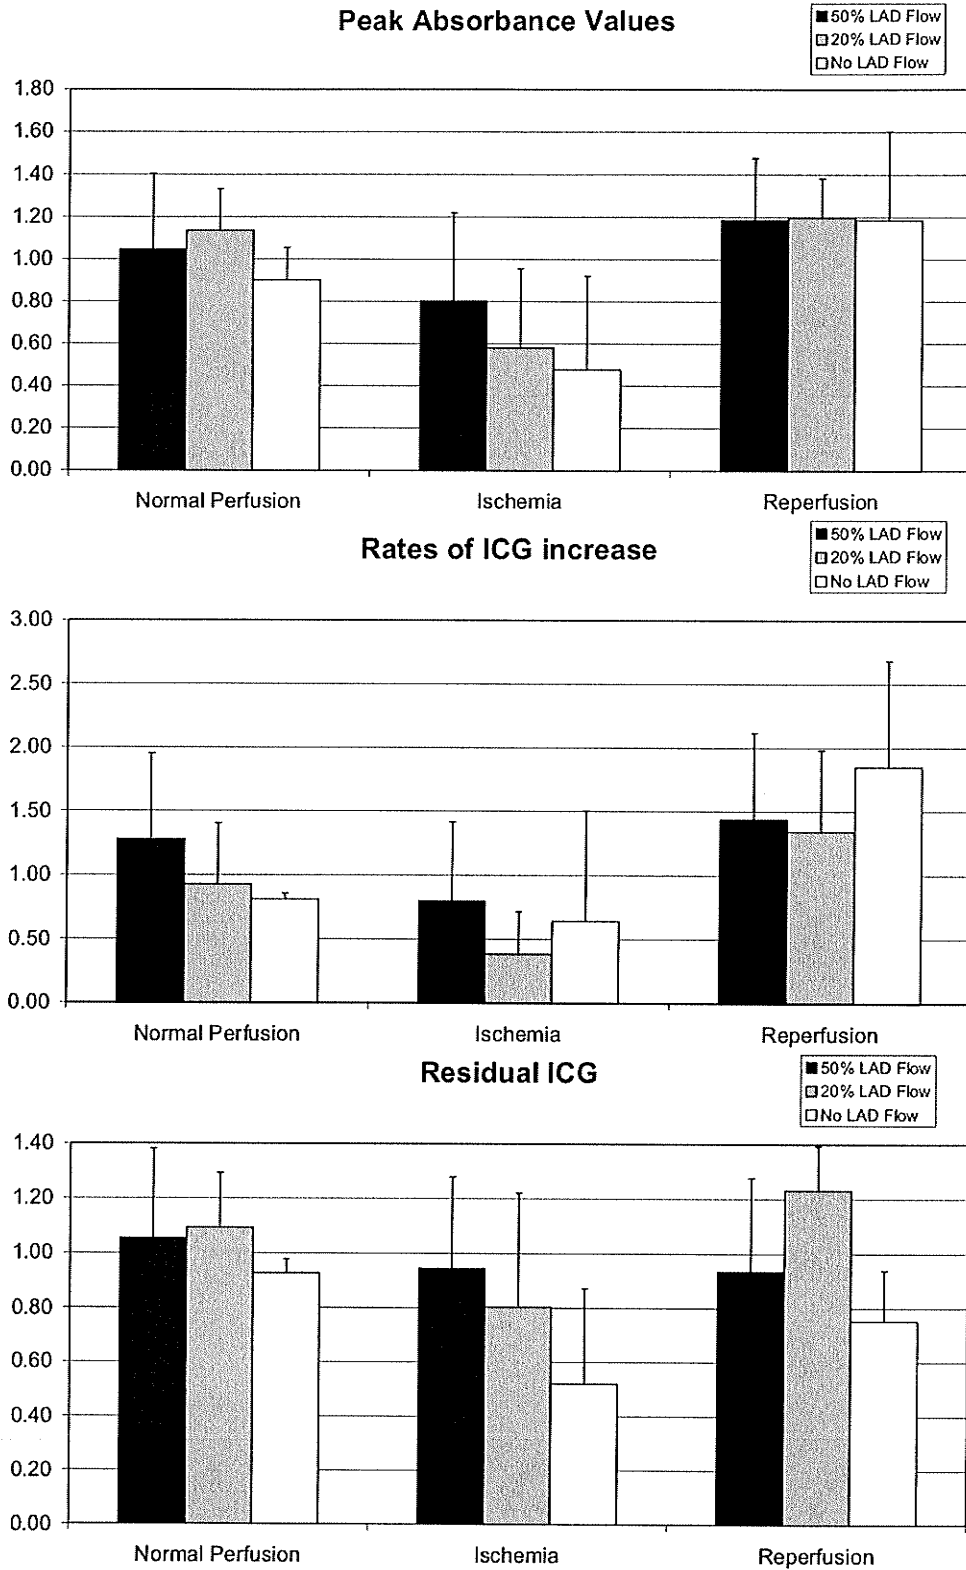 Peak Absorbance Values
50% LAD Flow
20% LAD Flow
No LAD Flow
1.80
1.60
1.40
1.20
1.00
0.80
0.60
0.40
0.20
0.00
Normal Perfusion Ischemia Reperfusion
Rates of ICG increase
50% LAD Flow
20% LAD Flow
No LAD Flow
3.00
2.50
2.00
1.50
1.00
0.50
0.00
Normal Perfusion Ischemia Reperfusion
Residual ICG
50% LAD Flow
20% LAD Flow
No LAD Flow
1.40
1.20
1.00
0.80
0.60
0.40
0.20
0.00
Normal Perfusion Ischemia Reperfusion